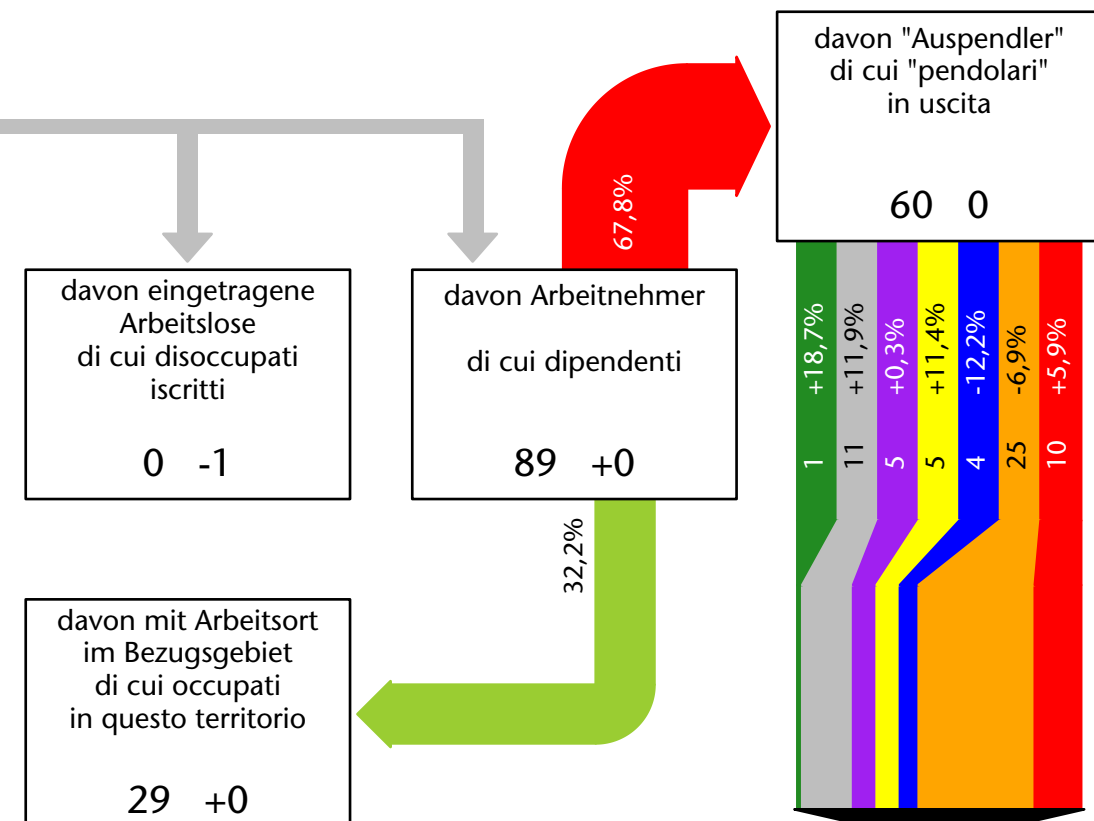 davon "Auspendler"
di cui "pendolari"
in uscita
60 0
67,8%
davon eingetragene
Arbeitslose
di cui disoccupati
iscritti
0 -1
davon Arbeitnehmer
di cui dipendenti
89 +0
1 +18,7%
11 +11,9%
5 +0,3%
5 +11,4%
4 -12,2%
25 -6,9%
10 +5,9%
32,2%
davon mit Arbeitsort
im Bezugsgebiet
di cui occupati
in questo territorio
29 +0